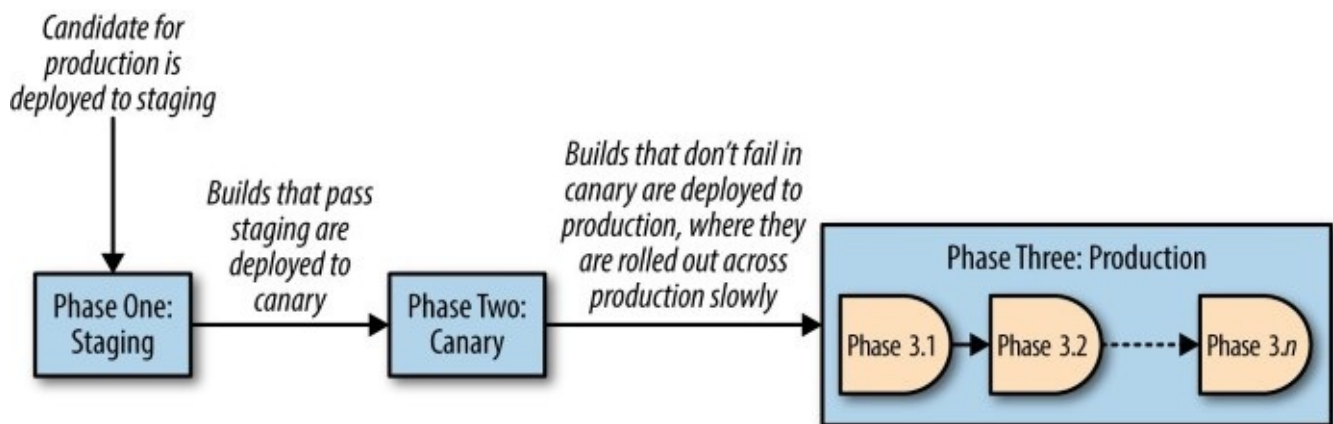 Candidate for
production is
deployed to staging
Builds that pass
staging are
deployed to
canary
Builds that don't fail in
canary are deployed to
production, where they
are rolled out across
production slowly
Phase One:
Staging
Phase Two:
Canary
Phase Three: Production
Phase 3.1
Phase 3.2
Phase 3.n